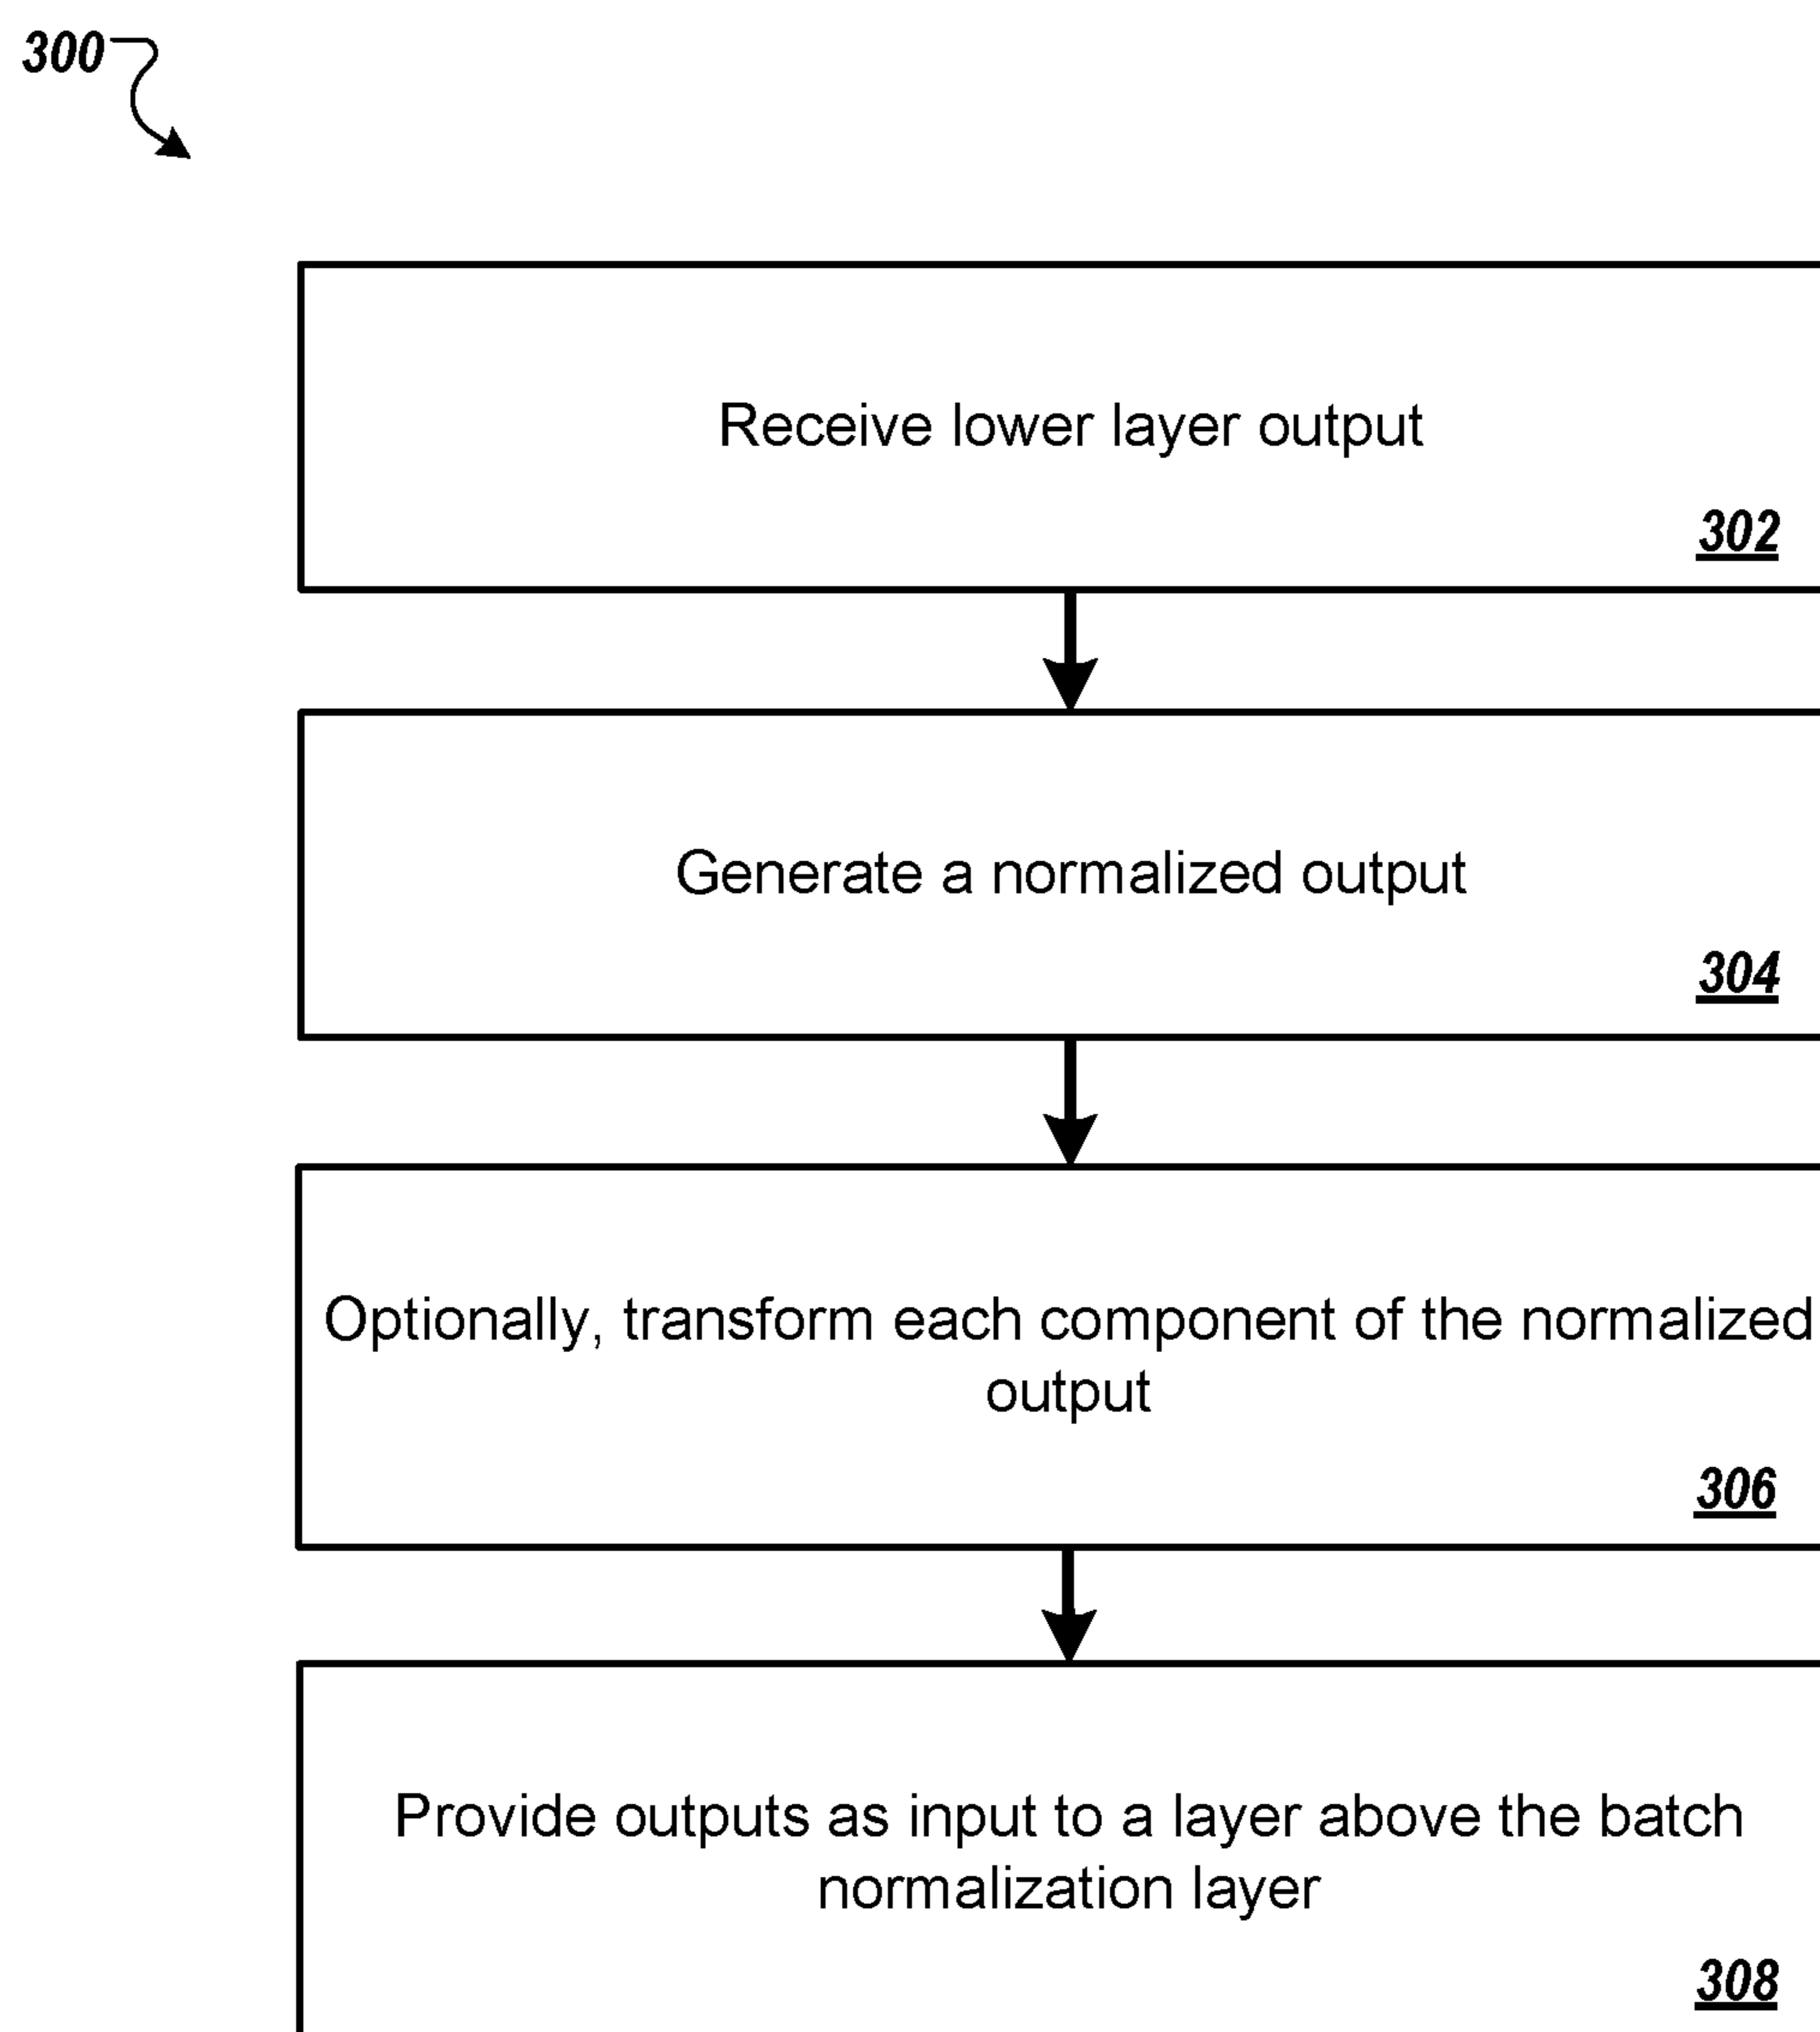 300
Receive lower layer output
302
Generate a normalized output
304
Optionally, transform each component of the normalized
output
306
Provide outputs as input to a layer above the batch
normalization layer
308